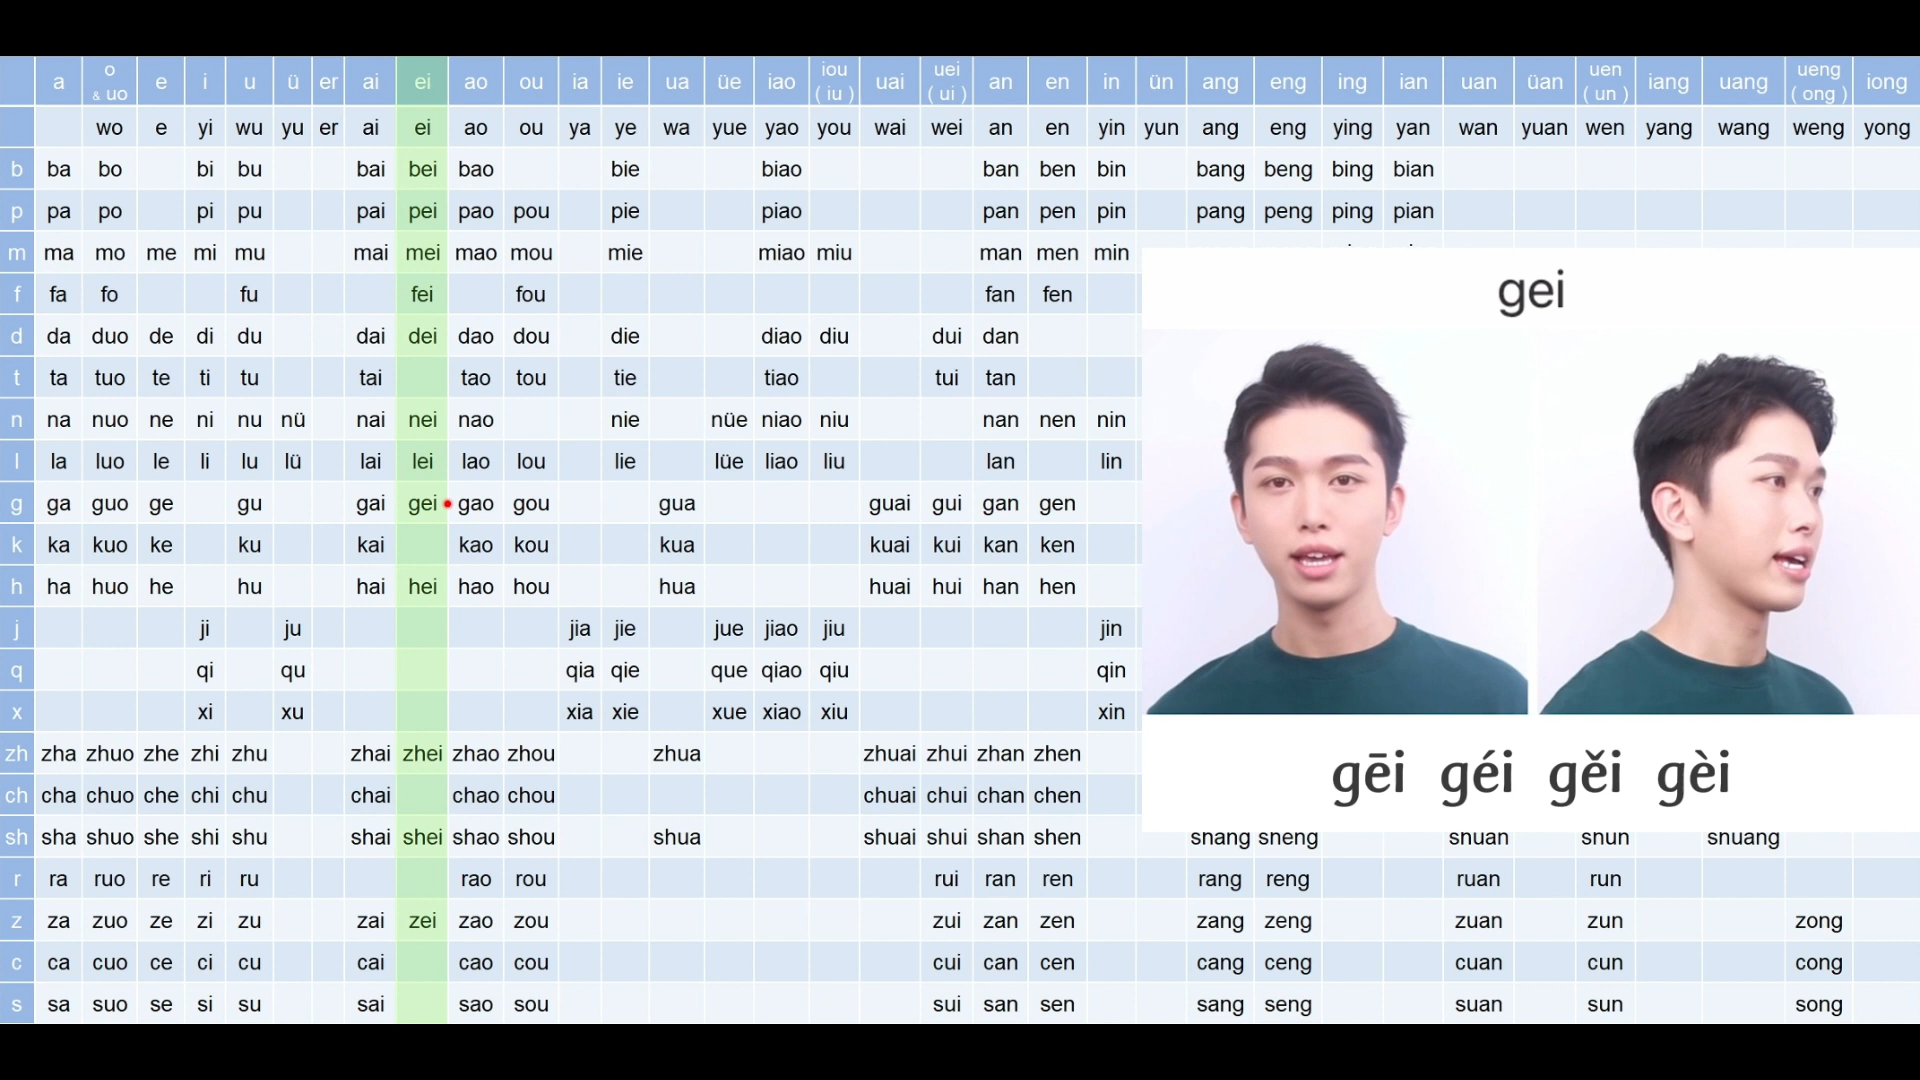 a o & uo e i u ü er ai ei ao ou ia ie ua üe iao iou ( iu ) uai uei ( ui ) an en in ün ang eng ing ian uan üan uen ( un ) iang uang ueng ( ong ) iong
wo e yi wu yu er ai ei ao ou ya ye wa yue yao you wai wei an en yin yun ang eng ying yan wan yuan wen yang wang weng yong
b ba bo bi bu bai bei bao bie biao ban ben bin bang beng bing bian
p pa po pi pu pai pei pao pou pie piao pan pen pin pang peng ping pian
m ma mo me mi mu mai mei mao mou mie miao miu man men min
f fa fo fu fei fou fan fen
d da duo de di du dai dei dao dou die diao diu dui dan
t ta tuo te ti tu tai tao tou tie tiao tui tan
n na nuo ne ni nu nü nai nei nao nie nüe niao niu nan nen nin
l la luo le li lu lü lai lei lao lou lie lüe liao liu lan lin
g ga guo ge gu gai gei gao gou gua guai gui gan gen
k ka kuo ke ku kai kao kou kua kuai kui kan ken
h ha huo he hu hai hei hao hou hua huai hui han hen
j ji ju jia jie jue jiao jiu jin
q qi qu qia qie que qiao qiu qin
x xi xu xia xie xue xiao xiu xin
zh zha zhuo zhe zhi zhu zhai zhei zhao zhou zhua zhuai zhui zhan zhen
ch cha chuo che chi chu chai chao chou chuai chui chan chen
sh sha shuo she shi shu shai shei shao shou shua shuai shui shan shen shang sheng shuan shun shuang
r ra ruo re ri ru rao rou rui ran ren rang reng ruan run
z za zuo ze zi zu zai zei zao zou zui zan zen zang zeng zuan zun zong
c ca cuo ce ci cu cai cao cou cui can cen cang ceng cuan cun cong
s sa suo se si su sai sao sou sui san sen sang seng suan sun song
gei
gēi géi gěi gèi